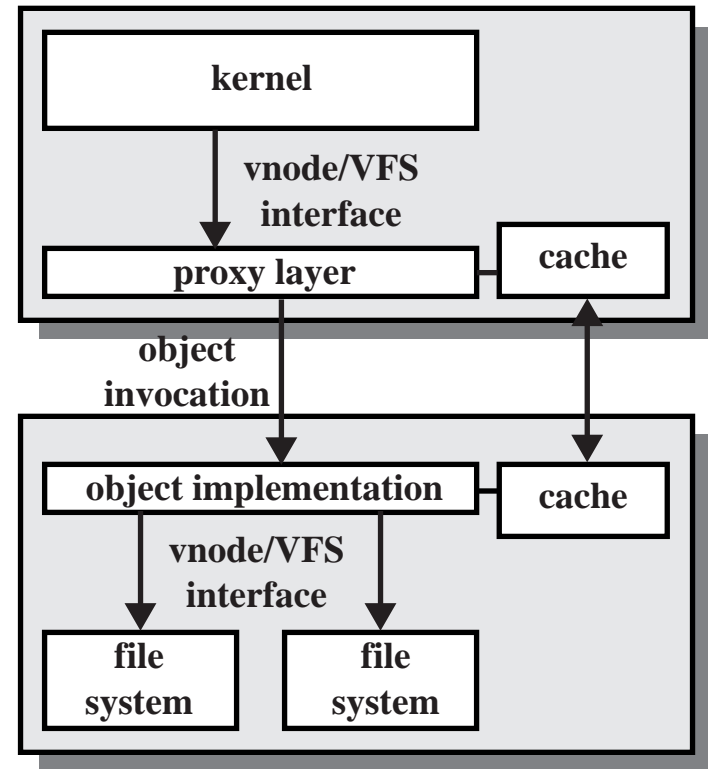 kernel
vnode/VFS
interface
proxy layer
cache
object
invocation
object implementation
cache
vnode/VFS
interface
file
system
file
system